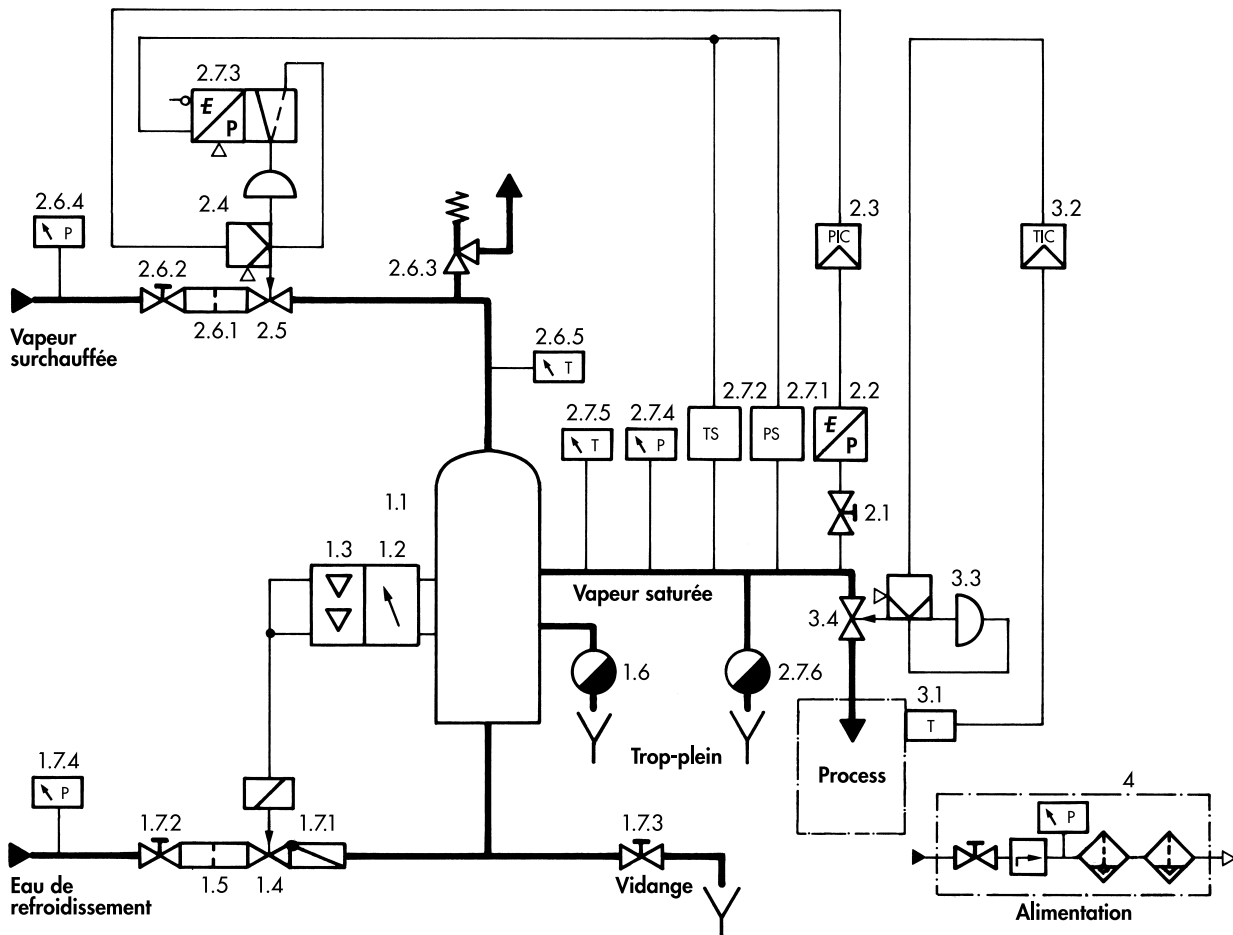 2.7.3
E
P
2.4
2.6.4
P
2.6.2
2.6.3
2.3
PIC
3.2
TIC
2.6.1
2.5
Vapeur
surchauffée
2.6.5
T
2.7.5
T
2.7.4
P
2.7.2
TS
2.7.1
PS
2.2
E
P
1.1
2.1
1.3
1.2
Vapeur saturée
3.4
3.3
1.6
2.7.6
3.1
T
Trop-plein
Process
1.7.4
P
1.7.2
1.7.1
1.7.3
4
P
Eau de
refroidissement
1.5
1.4
Vidange
Alimentation